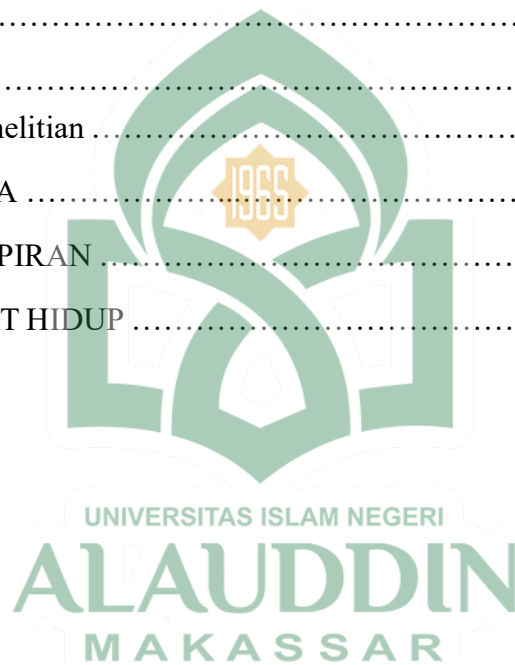 ……………………………………………
……………………………………………
nelitian ……………………………………
A ……………………………………………
1965
PIRAN ……………………………………
T HIDUP …………………………………
UNIVERSITAS ISLAM NEGERI
ALAUDDIN
MAKASSAR